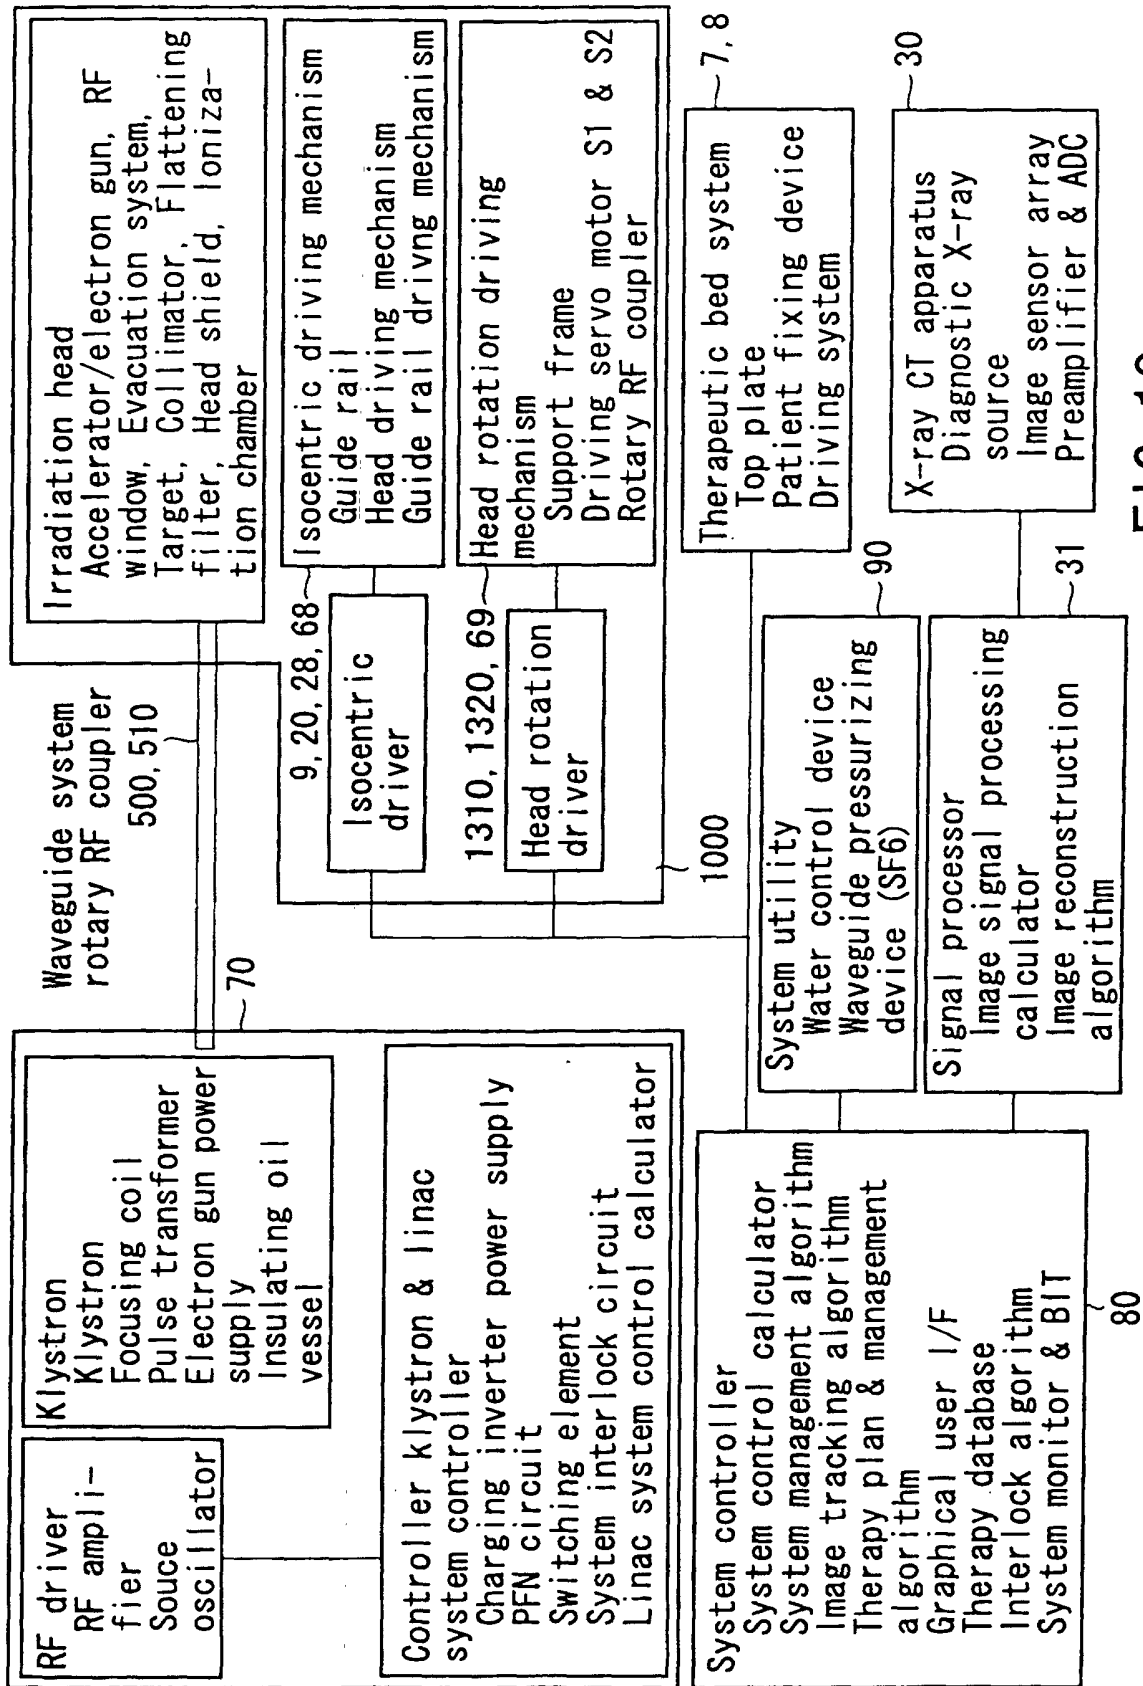 RF driver
RF ampli-
fier
Souce
oscillator
Klystron
Klystron
Focusing coil
Pulse transformer
Electron gun power
supply
Insulating oil
vessel
Controller klystron & linac
system controller
Charging inverter power supply
PFN circuit
Switching element
System interlock circuit
Linac system control calculator
70
Waveguide system
rotary RF coupler
500, 510
Irradiation head
Accelerator/electron gun, RF
window, Evacuation system,
Target, Collimator, Flattening
filter, Head shield, Ioniza-
tion chamber
9, 20, 28, 68
Isocentric
driver
Isocentric driving mechanism
Guide rail
Head driving mechanism
Guide rail drivng mechanism
1310, 1320, 69
Head rotation
driver
Head rotation driving
mechanism
Support frame
Driving servo motor S1 & S2
Rotary RF coupler
1000
System controller
System control calculator
System management algorithm
Image tracking algorithm
Therapy plan & management
algorithm
Graphical user I/F
Therapy database
Interlock algorithm
System monitor & BIT
80
Therapeutic bed system
Top plate
Patient fixing device
Driving system
7, 8
System utility
Water control device
Waveguide pressurizing
device (SF6)
90
Signal processor
Image signal processing
calculator
Image reconstruction
algorithm
31
X-ray CT apparatus
Diagnostic X-ray
source
Image sensor array
Preamplifier & ADC
30